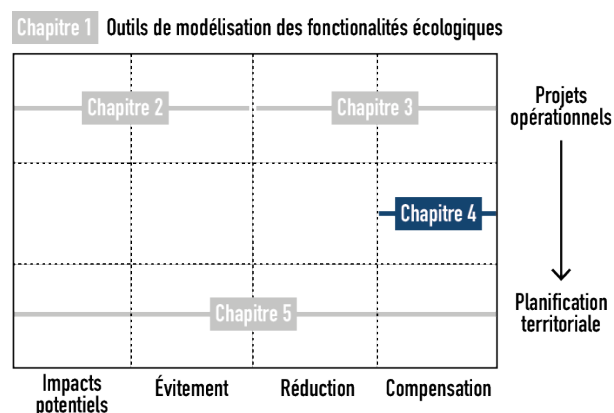 Chapitre 1 Outils de modélisation des fonctionalités écologiques
Chapitre 2
Chapitre 3
Projets
opérationnels
Chapitre 4
Chapitre 5
Planification
territoriale
Impacts
potentiels
Évitement
Réduction
Compensation